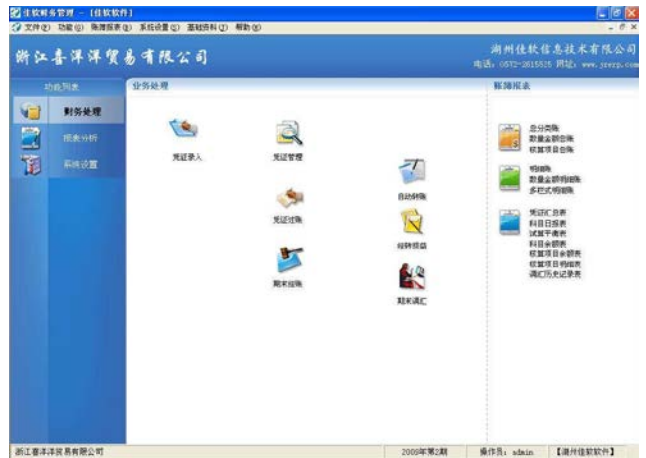 佳软财务管理 - [佳软软件]
文件(F) 功能(G) 账簿报表(B) 系统设置(C) 基础资料(J) 帮助(H)
浙江喜洋洋贸易有限公司
湖州佳软信息技术有限公司
电话: 0572-2615515 网址: www.jrerp.com
功能列表
业务处理
账簿报表
财务处理
报表分析
系统设置
凭证录入
凭证管理
自动转账
凭证过账
结转损益
期末结账
期末调汇
总分类账
数量金额总账
核算项目总账
明细账
数量金额明细账
多栏式明细账
凭证汇总表
科目日报表
试算平衡表
科目余额表
核算项目余额表
核算项目明细表
调汇历史记录表
浙江喜洋洋贸易有限公司
2009年第2期
操作员: admin
【湖州佳软软件】